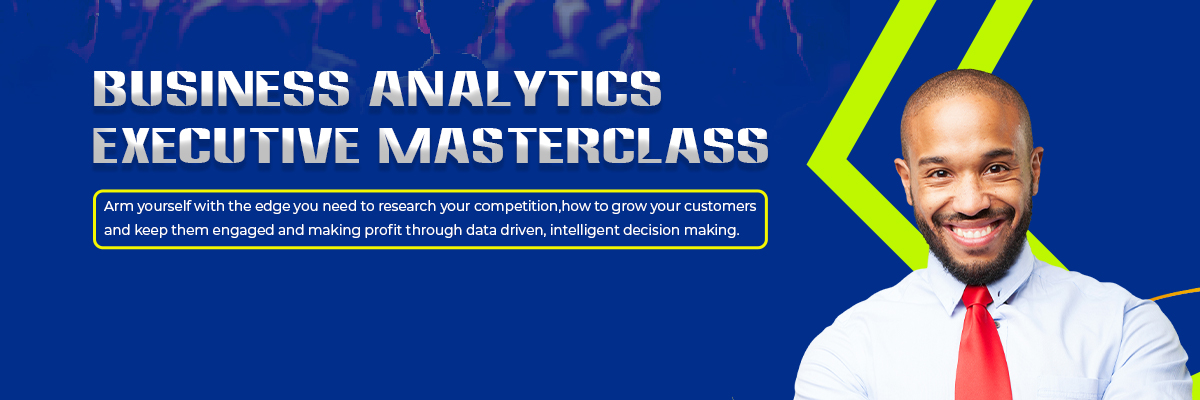 BUSINESS ANALYTICS
EXECUTIVE MASTERCLASS
Arm yourself with the edge you need to research your competition,how to grow your customers
and keep them engaged and making profit through data driven, intelligent decision making.